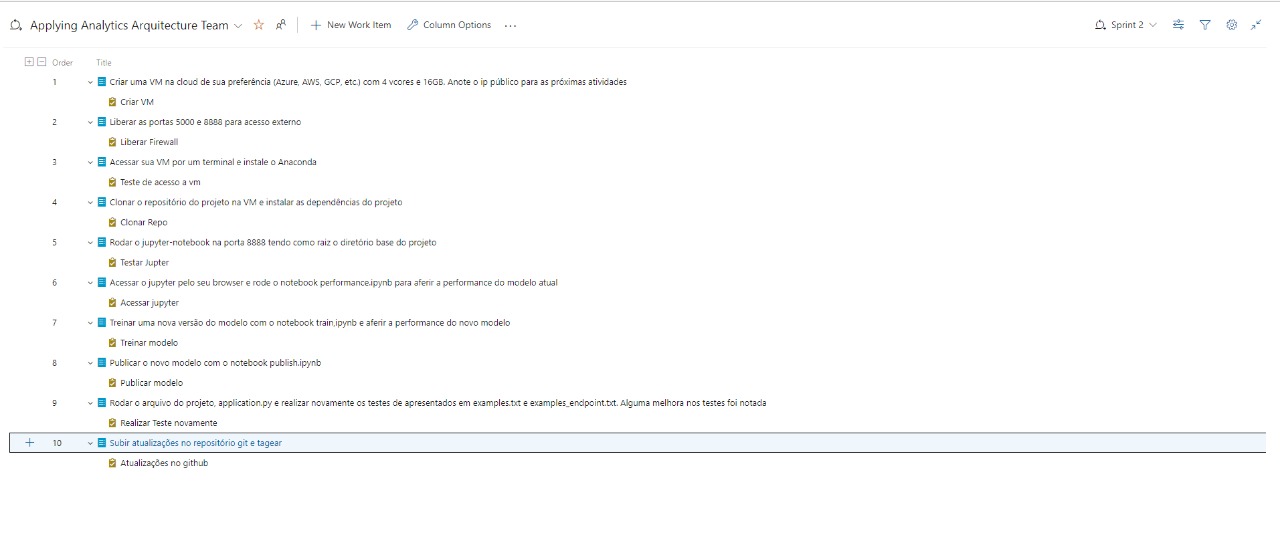 Applying Analytics Arquitecture Team
New Work Item
Column Options
Sprint 2
Order Title
1 Criar uma VM na cloud de sua preferência (Azure, AWS, GCP, etc.) com 4 vcores e 16GB. Anote o ip público para as próximas atividades
Criar VM
2 Liberar as portas 5000 e 8888 para acesso externo
Liberar Firewall
3 Acessar sua VM por um terminal e instale o Anaconda
Teste de acesso a vm
4 Clonar o repositório do projeto na VM e instalar as dependências do projeto
Clonar Repo
5 Rodar o jupyter-notebook na porta 8888 tendo como raiz o diretório base do projeto
Testar Jupter
6 Acessar o jupyter pelo seu browser e rode o notebook performance.ipynb para aferir a performance do modelo atual
Acessar jupyter
7 Treinar uma nova versão do modelo com o notebook train,ipynb e aferir a performance do novo modelo
Treinar modelo
8 Publicar o novo modelo com o notebook publish.ipynb
Publicar modelo
9 Rodar o arquivo do projeto, application.py e realizar novamente os testes de apresentados em examples.txt e examples_endpoint.txt. Alguma melhora nos testes foi notada
Realizar Teste novamente
10 Subir atualizações no repositório git e tagear
Atualizações no github